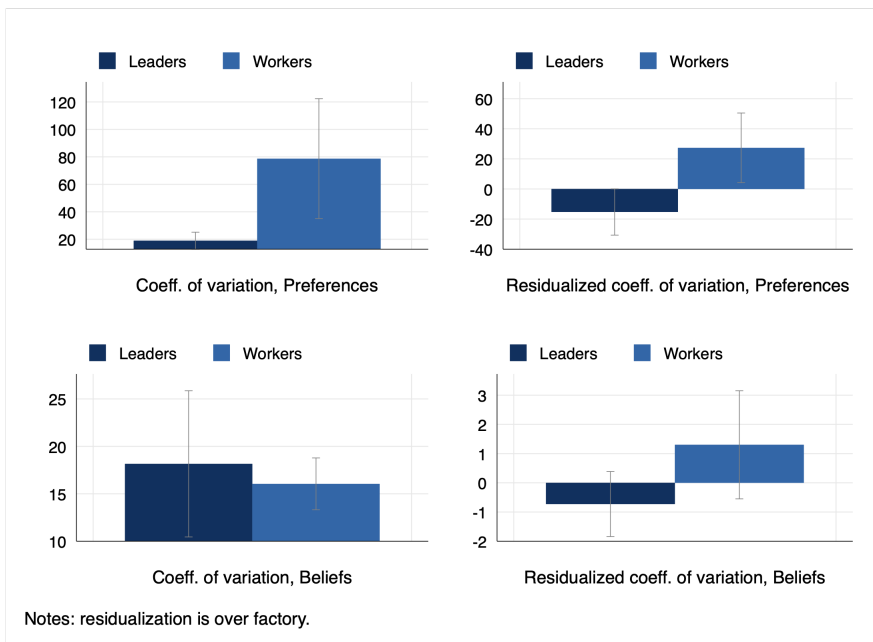 Leaders Workers
120
100
80
60
40
20
Coeff. of variation, Preferences
Leaders Workers
60
40
20
0
-20
-40
Residualized coeff. of variation, Preferences
Leaders Workers
25
20
15
10
Coeff. of variation, Beliefs
Leaders Workers
3
2
1
0
-1
-2
Residualized coeff. of variation, Beliefs
Notes: residualization is over factory.